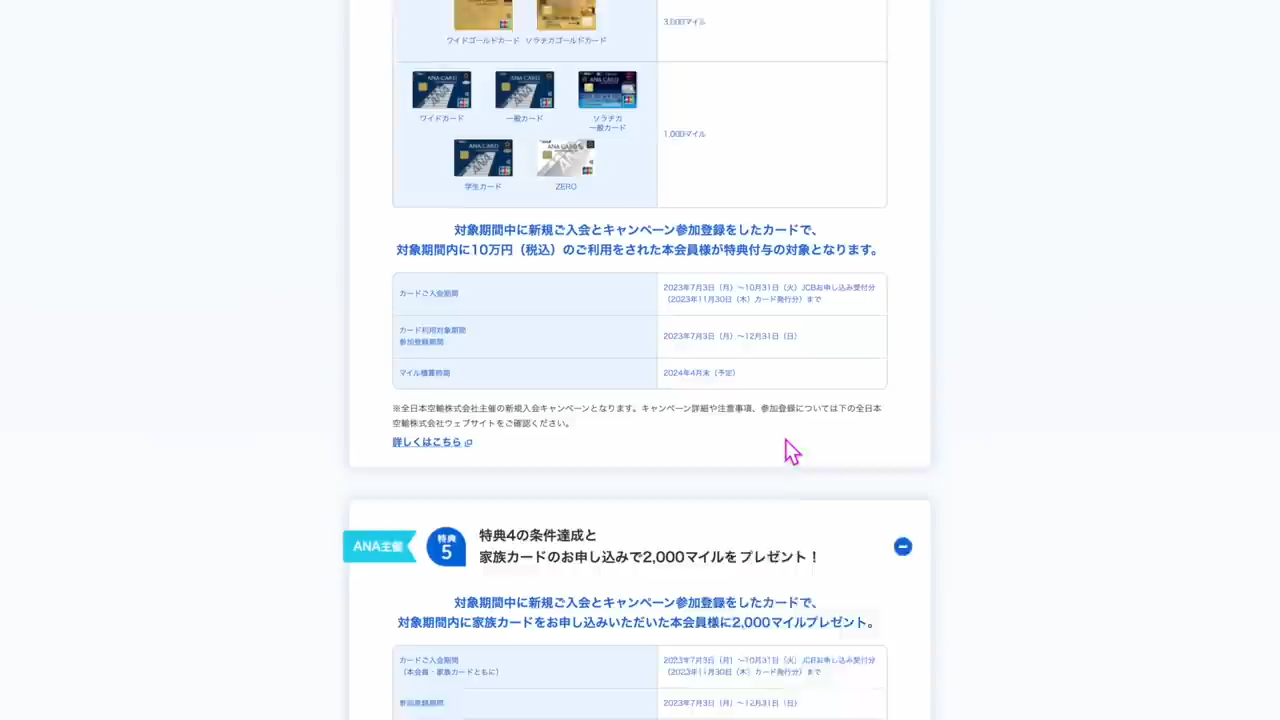 3,000マイル
ワイドゴールドカード ソラチカゴールドカード
ワイドカード 一般カード ソラチカ
一般カード
1,000マイル
学生カード ZERO
対象期間中に新規ご入会とキャンペーン参加登録をしたカードで、
対象期間内に10万円（税込）のご利用をされた本会員様が特典付与の対象となります。
カードご入会期間
2023年7月3日（月）〜10月31日（火）JCBお申し込み受付分
（2023年11月30日（木）カード発行分）まで
カード利用対象期間
参加登録期間
2023年7月3日（月）〜12月31日（日）
マイル積算時期
2024年4月末（予定）
※全日本空輸株式会社主催の新規入会キャンペーンとなります。キャンペーン詳細や注意事項、参加登録については下の全日本
空輸株式会社ウェブサイトをご確認ください。
詳しくはこちら
ANA主催
特典
5
特典4の条件達成と
家族カードのお申し込みで2,000マイルをプレゼント！
対象期間中に新規ご入会とキャンペーン参加登録をしたカードで、
対象期間内に家族カードをお申し込みいただいた本会員様に2,000マイルプレゼント。
カードご入会期間
（本会員・家族カードともに）
2023年7月3日（月）〜10月31日（火）JCBお申し込み受付分
（2023年11月30日（木）カード発行分）まで
参加登録期間
2023年7月3日（月）〜12月31日（日）